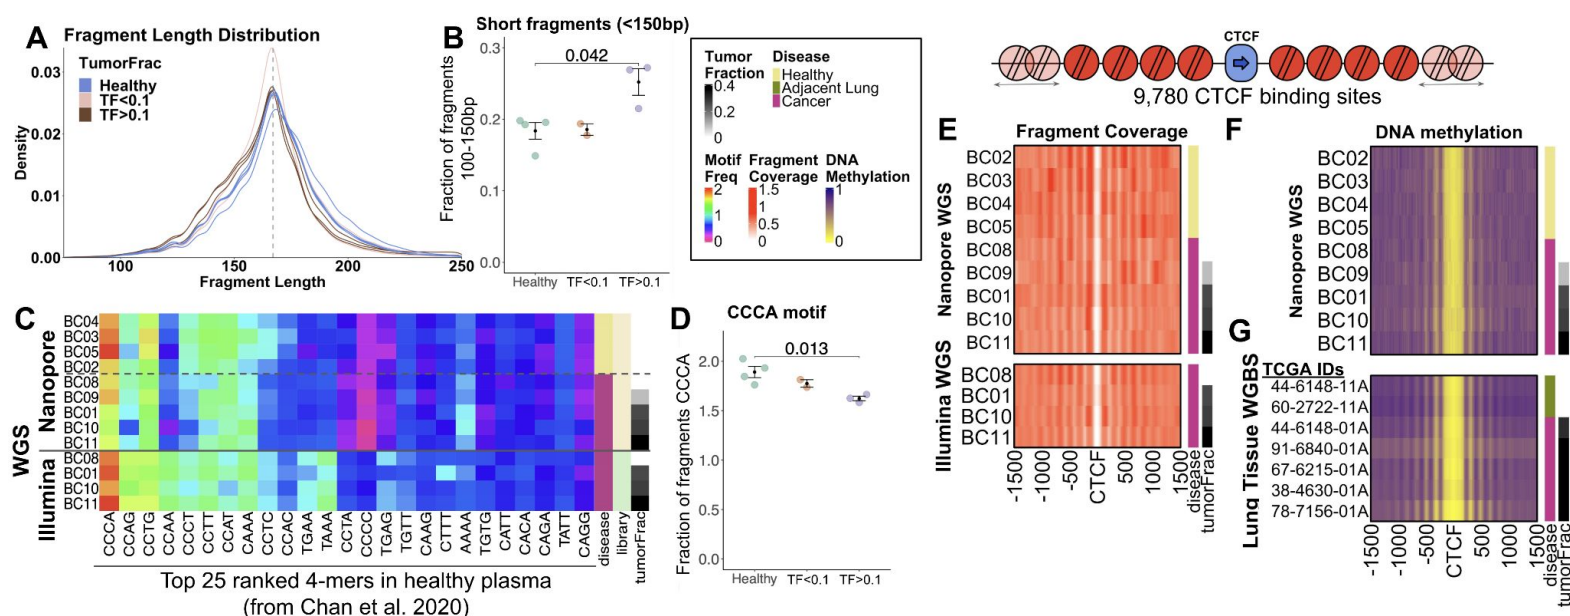 A
Fragment Length Distribution
TumorFrac
Healthy
TF<0.1
TF>0.1
Density
0.03
0.02
0.01
0.00
100
150
200
250
Fragment Length
B
Short fragments (<150bp)
Fraction of fragments
100-150bp
0.3
0.2
0.1
0.0
0.042
Healthy
TF<0.1
TF>0.1
Tumor
Fraction
0.4
0.2
0
Disease
Healthy
Adjacent Lung
Cancer
Motif
Freq
2
1
0
Fragment
Coverage
1.5
1
0.5
0
DNA
Methylation
1
0
C
WGS
Nanopore
BC04
BC03
BC05
BC02
BC08
BC09
BC01
BC10
BC11
Illumina
BC08
BC01
BC10
BC11
CCCA
CCAG
CCTG
CCAA
CCCT
CCTT
CCAT
CAAA
CCTC
CCAC
TGAA
TAAA
CCTA
CCCC
TGAG
TGTT
CAAG
CTTT
AAAA
TGTG
CATT
CACA
CAGA
TATT
CAGG
disease
library
tumorFrac
Top 25 ranked 4-mers in healthy plasma
(from Chan et al. 2020)
D
CCCA motif
Fraction of fragments CCCA
2.0
1.5
1.0
0.5
0.0
0.013
Healthy
TF<0.1
TF>0.1
CTCF
9,780 CTCF binding sites
E
Fragment Coverage
Nanopore WGS
BC02
BC03
BC04
BC05
BC08
BC09
BC01
BC10
BC11
Illumina WGS
BC08
BC01
BC10
BC11
-1500
-1000
-500
CTCF
500
1000
1500
disease
tumorFrac
F
DNA methylation
Nanopore WGS
BC02
BC03
BC04
BC05
BC08
BC09
BC01
BC10
BC11
G
Lung Tissue WGBS
TCGA IDs
44-6148-11A
60-2722-11A
44-6148-01A
91-6840-01A
67-6215-01A
38-4630-01A
78-7156-01A
-1500
-1000
-500
CTCF
500
1000
1500
disease
tumorFrac